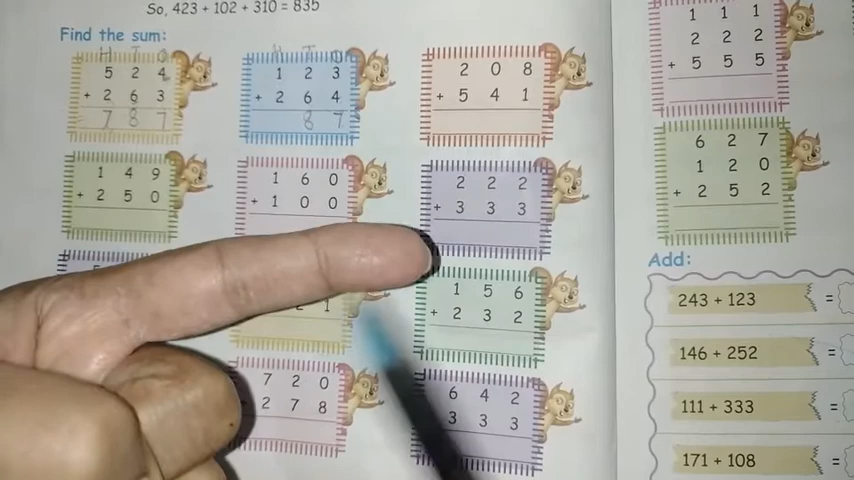 So, 423 + 102 + 310 = 835
Find the sum:
H T O
5 2 4
+ 2 6 3
7 8 7
H T O
1 2 3
+ 2 6 4
8 7
2 0 8
+ 5 4 1
1 4 9
+ 2 5 0
1 6 0
+ 1 0 0
2 2 2
+ 3 3 3
1 5 6
+ 2 3 2
7 2 0
2 7 8
6 4 2
3 3 3
1 1 1
2 2 2
+ 5 5 5
6 2 7
1 2 0
+ 2 5 2
Add:
243 + 123 =
146 + 252 =
111 + 333 =
171 + 108 =